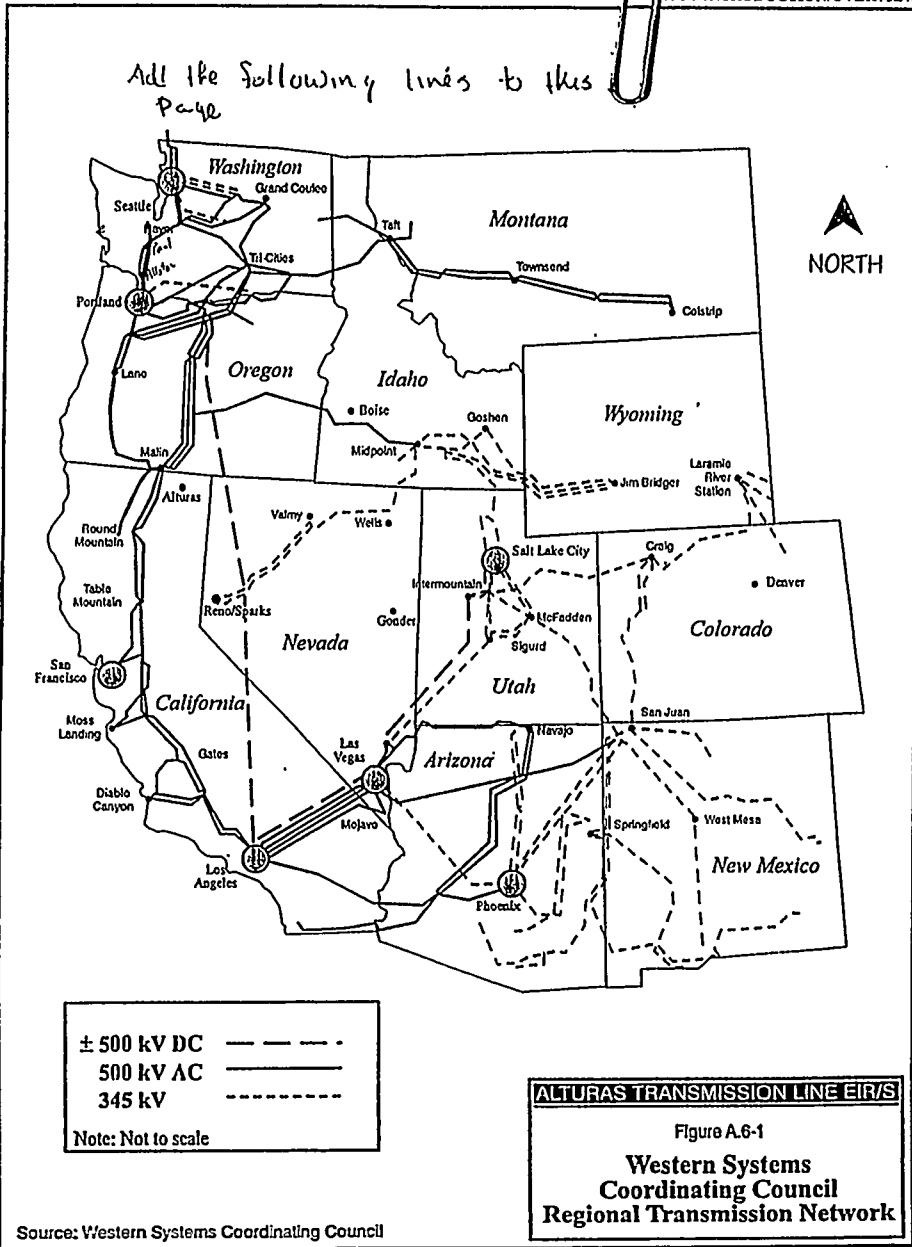 Add the following lines to this
Page
Washington
Grand Coulee
Seattle
Paul
Allston
Tri-Cities
Portland
Taft
Montana
Townsend
Colstrip
NORTH
Lane
Oregon
Idaho
Boise
Goshen
Midpoint
Wyoming
Jim Bridger
Laramie
River
Station
Malin
Alturas
Round
Mountain
Valmy
Wells
Salt Lake City
Craig
Intermountain
Denver
Table
Mountain
Reno/Sparks
Gonder
McFadden
Sigurd
Nevada
Colorado
San
Francisco
California
Utah
San Juan
Moss
Landing
Gates
Las
Vegas
Arizona
Navajo
Diablo
Canyon
Mojave
Springfield
West Mesa
Los
Angeles
Phoenix
New Mexico
± 500 kV DC
500 kV AC
345 kV
Note: Not to scale
ALTURAS TRANSMISSION LINE EIR/S
Figure A.6-1
Western Systems
Coordinating Council
Regional Transmission Network
Source: Western Systems Coordinating Council